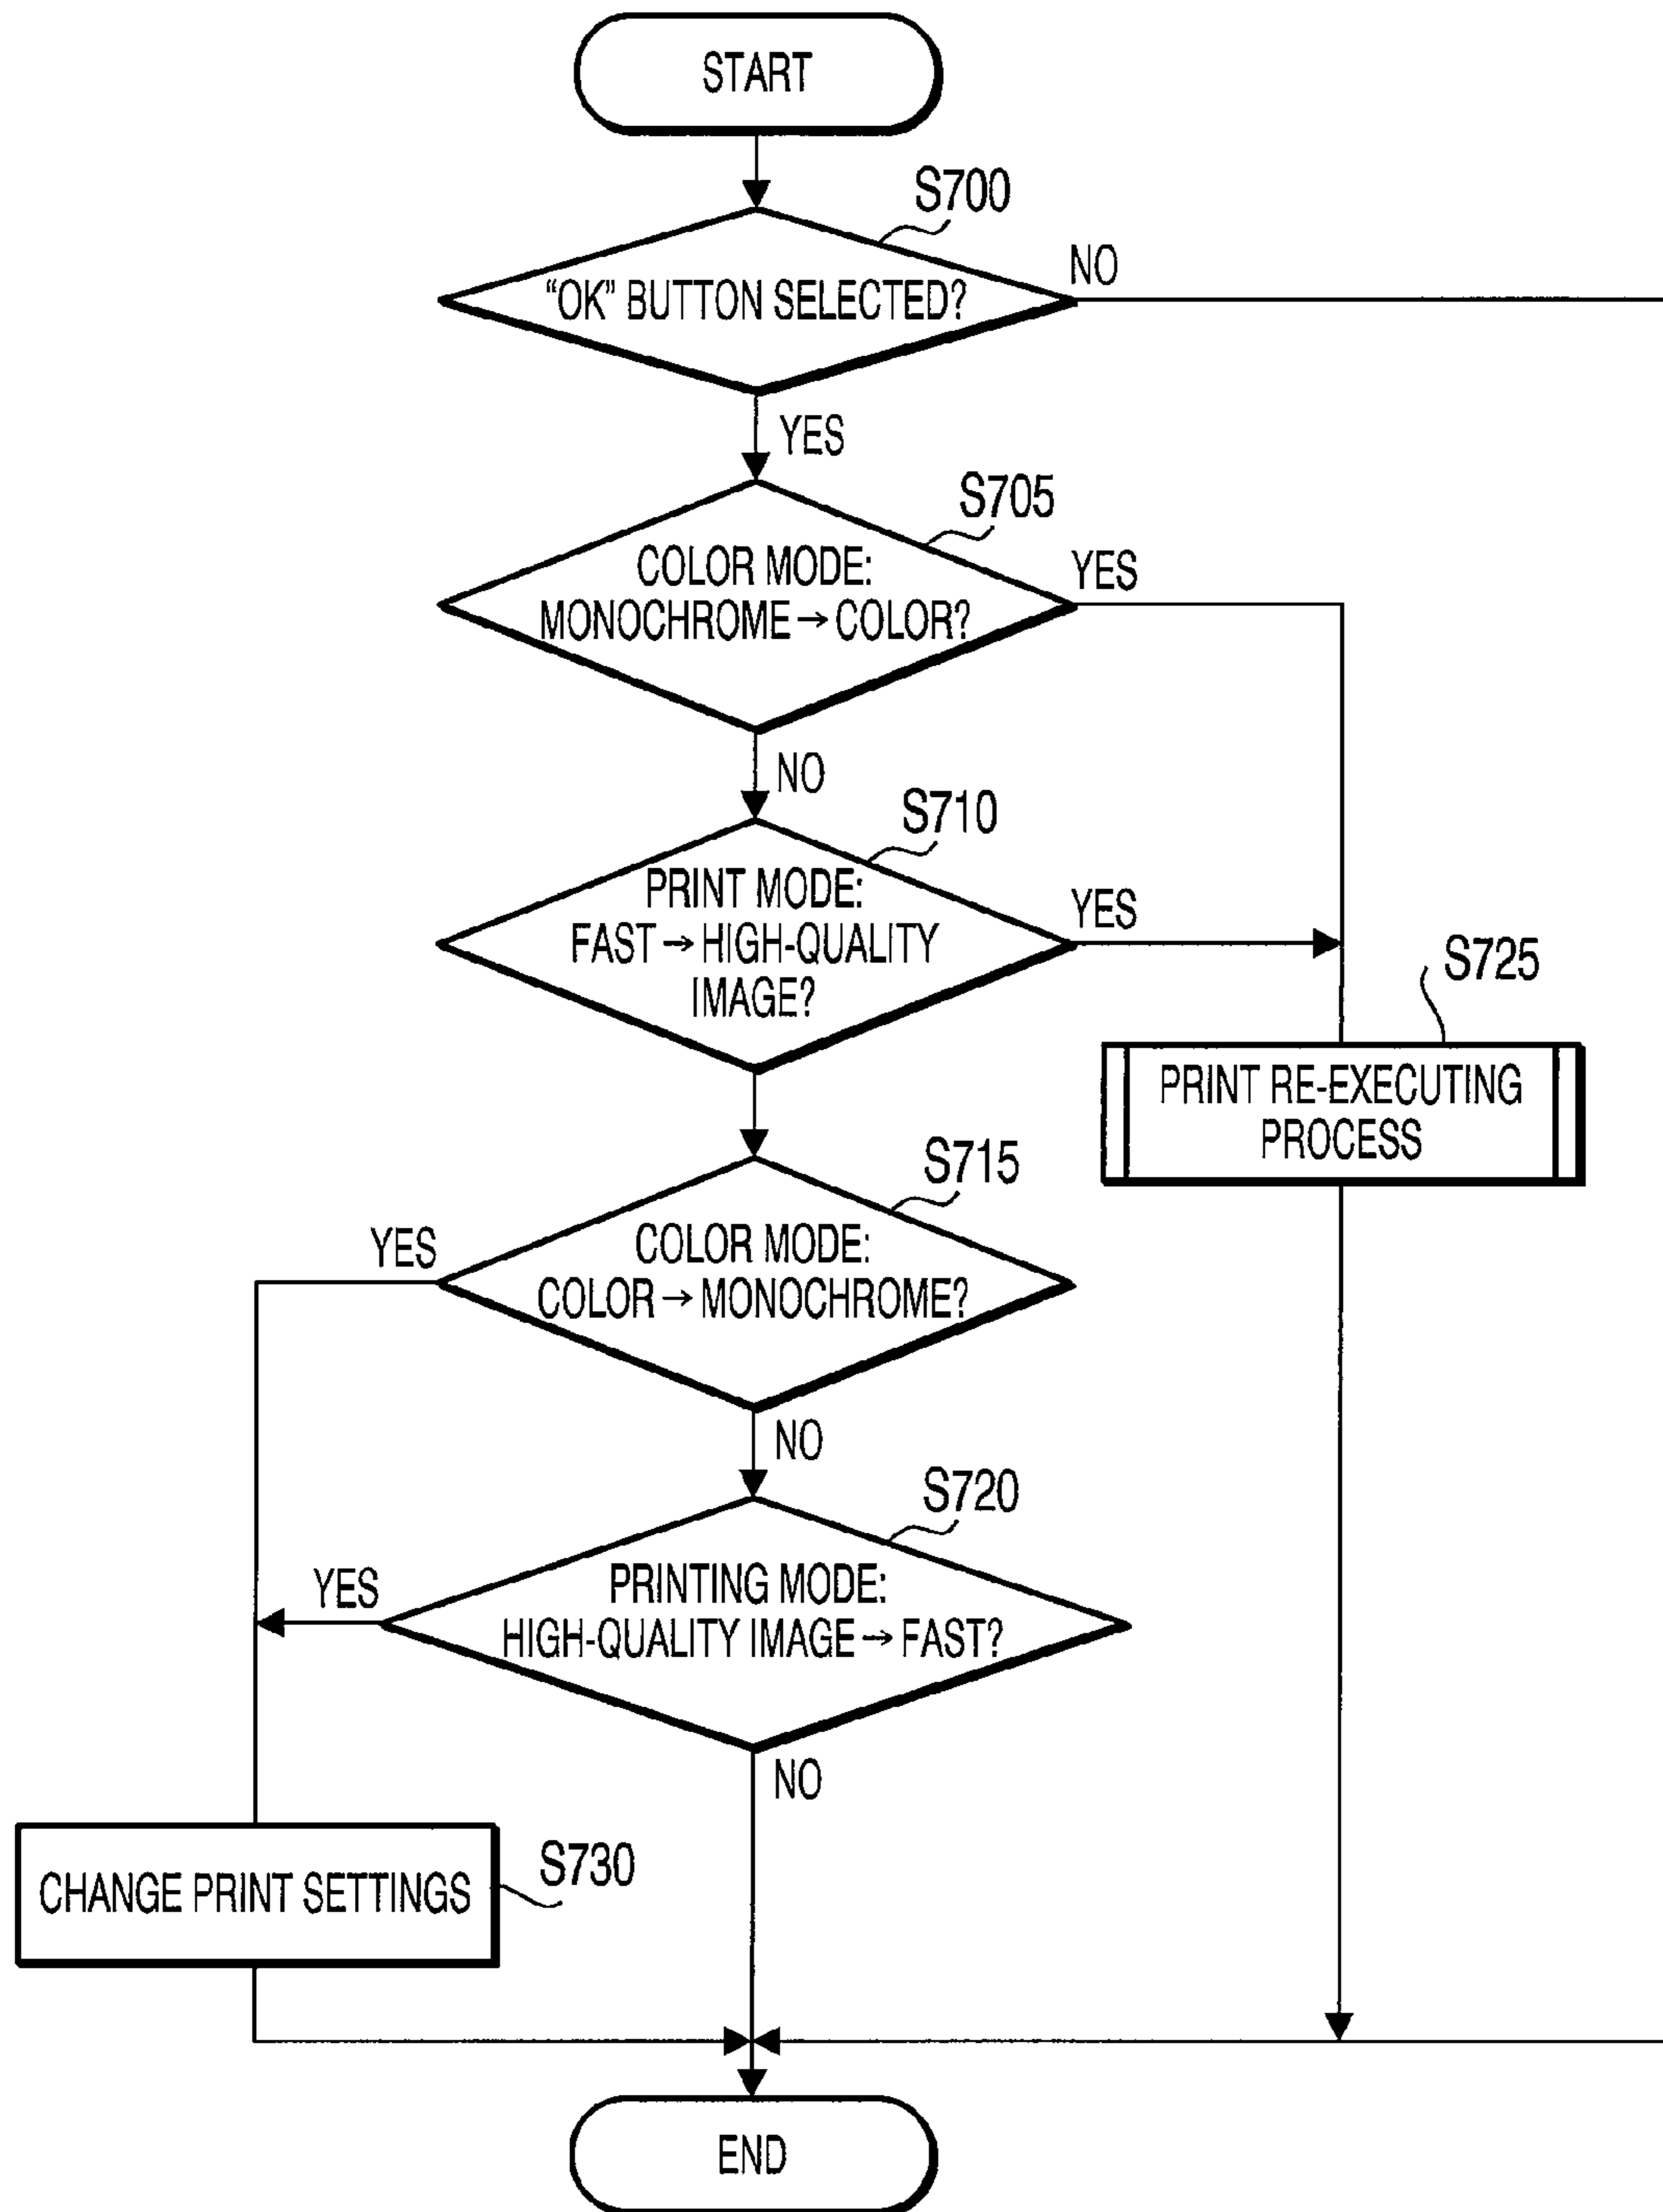 START
S700
"OK" BUTTON SELECTED?
NO
YES
S705
COLOR MODE:
MONOCHROME → COLOR?
YES
NO
S710
PRINT MODE:
FAST → HIGH-QUALITY
IMAGE?
YES
S725
PRINT RE-EXECUTING
PROCESS
S715
COLOR MODE:
COLOR → MONOCHROME?
YES
NO
S720
PRINTING MODE:
HIGH-QUALITY IMAGE → FAST?
YES
NO
S730
CHANGE PRINT SETTINGS
END